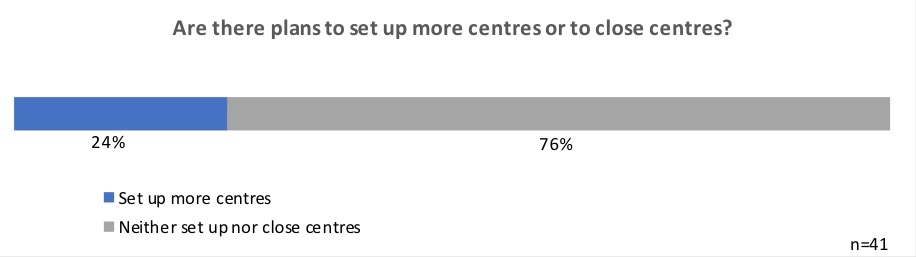 Are there plans to set up more centres or to close centres?
24%
76%
Set up more centres
Neither set up nor close centres
n=41